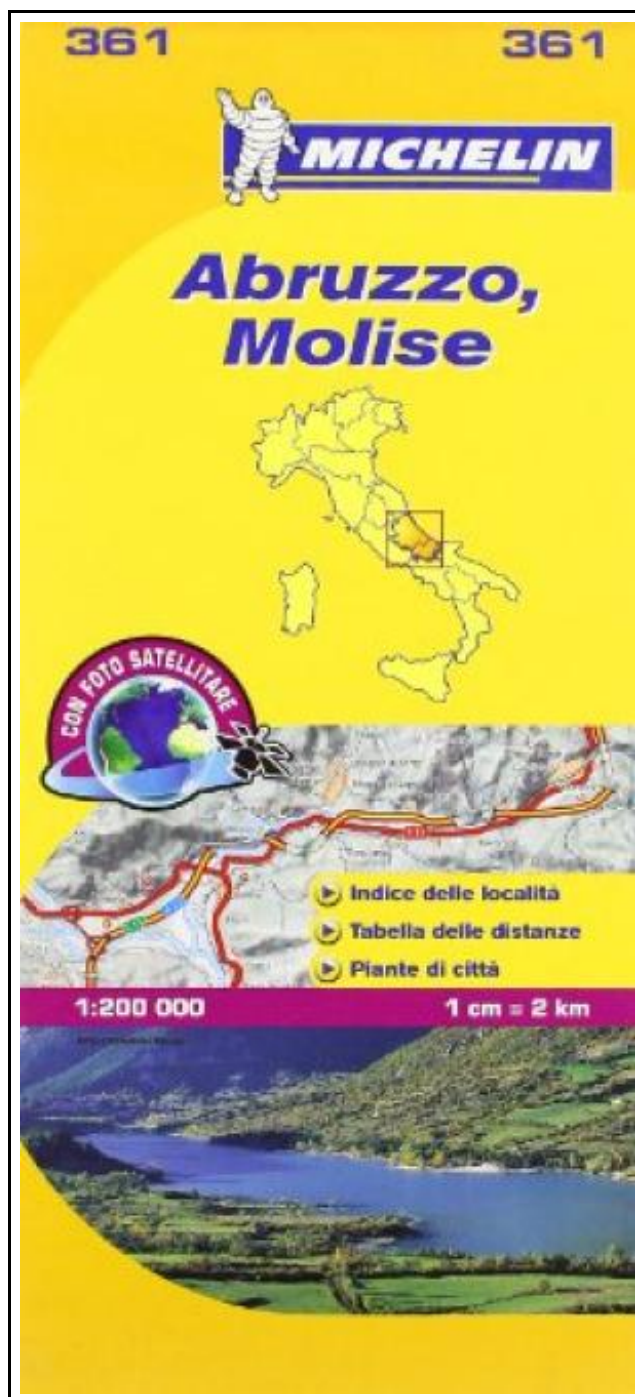 361 361
MICHELIN
Abruzzo,
Molise
CON FOTO SATELLITARE
Indice delle località
Tabella delle distanze
Piante di città
1:200 000 1 cm = 2 km